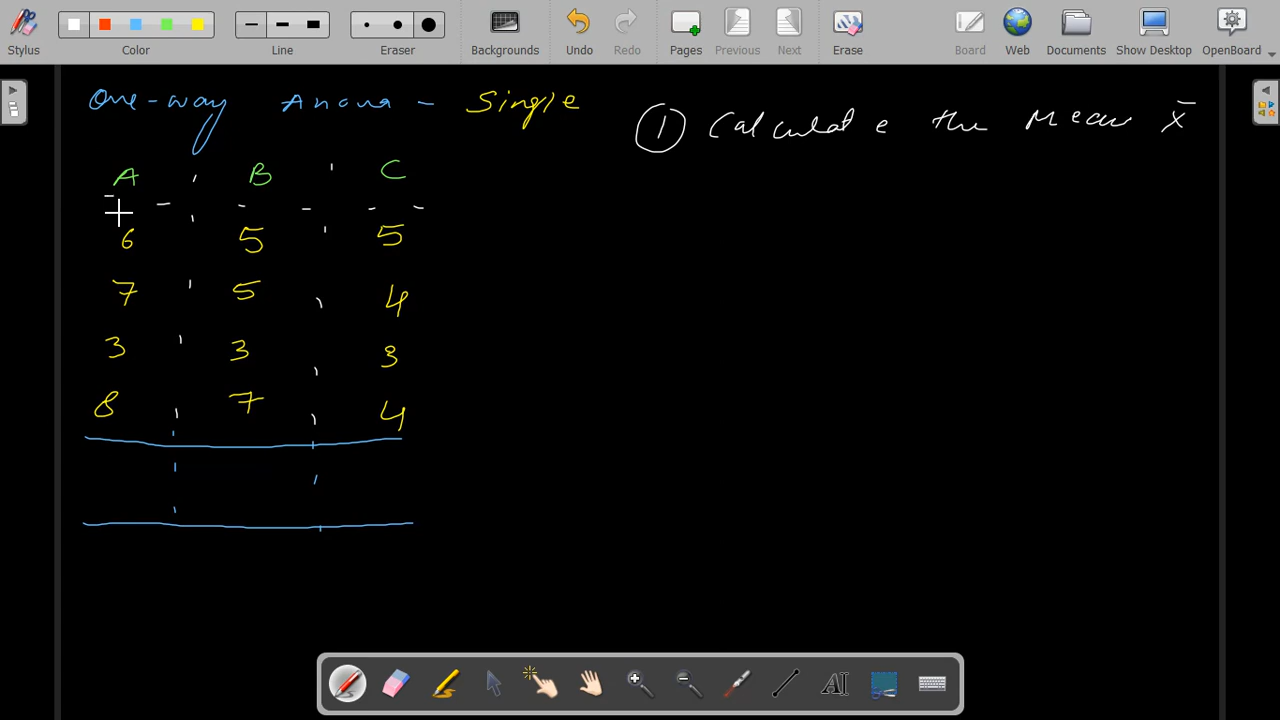 Stylus
Color
Line
Eraser
Backgrounds
Undo
Redo
Pages
Previous
Next
Erase
Board
Web
Documents
Show Desktop
OpenBoard
One-way Anova - Single
① Calculate the Mean x̄
A B C
6 5 5
7 5 4
3 3 3
8 7 4
AI